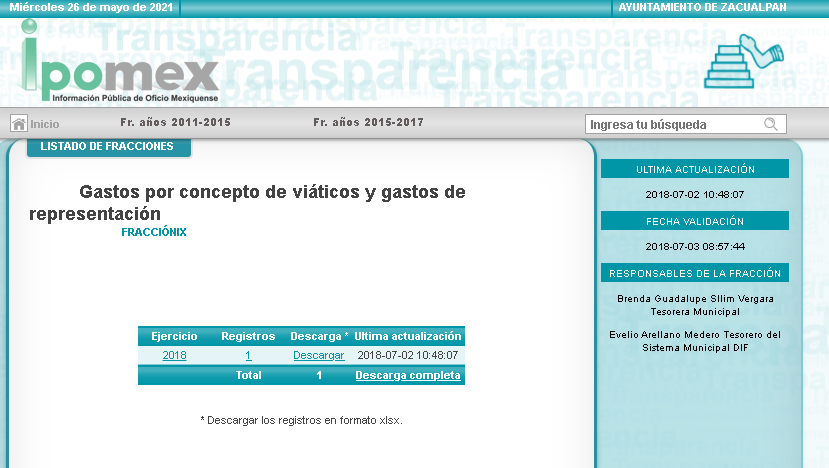 Miércoles 26 de mayo de 2021
AYUNTAMIENTO DE ZACUALPAN
Transparencia
ipomex
Información Pública de Oficio Mexiquense
Inicio
Fr. años 2011-2015
Fr. años 2015-2017
Ingresa tu búsqueda
LISTADO DE FRACCIONES
Gastos por concepto de viáticos y gastos de
representación
FRACCIÓNIX
Ejercicio Registros Descarga * Ultima actualización
2018 1 Descargar 2018-07-02 10:48:07
Total 1 Descarga completa
* Descargar los registros en formato xlsx.
ULTIMA ACTUALIZACIÓN
2018-07-02 10:48:07
FECHA VALIDACIÓN
2018-07-03 08:57:44
RESPONSABLES DE LA FRACCIÓN
Brenda Guadalupe SIlim Vergara
Tesorera Municipal
Evelio Arellano Medero Tesorero del
Sistema Municipal DIF